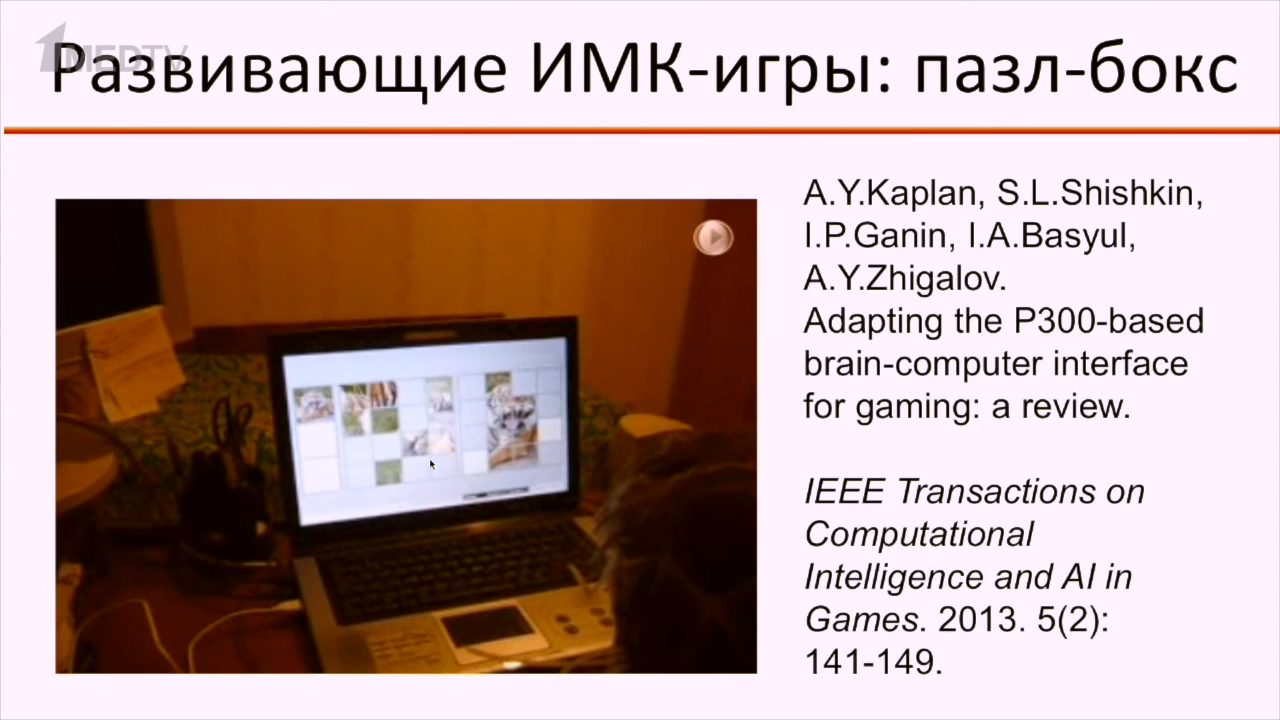 1MEDTV
Развивающие ИМК-игры: пазл-бокс
A.Y.Kaplan, S.L.Shishkin,
I.P.Ganin, I.A.Basyul,
A.Y.Zhigalov.
Adapting the P300-based
brain-computer interface
for gaming: a review.
IEEE Transactions on
Computational
Intelligence and AI in
Games. 2013. 5(2):
141-149.